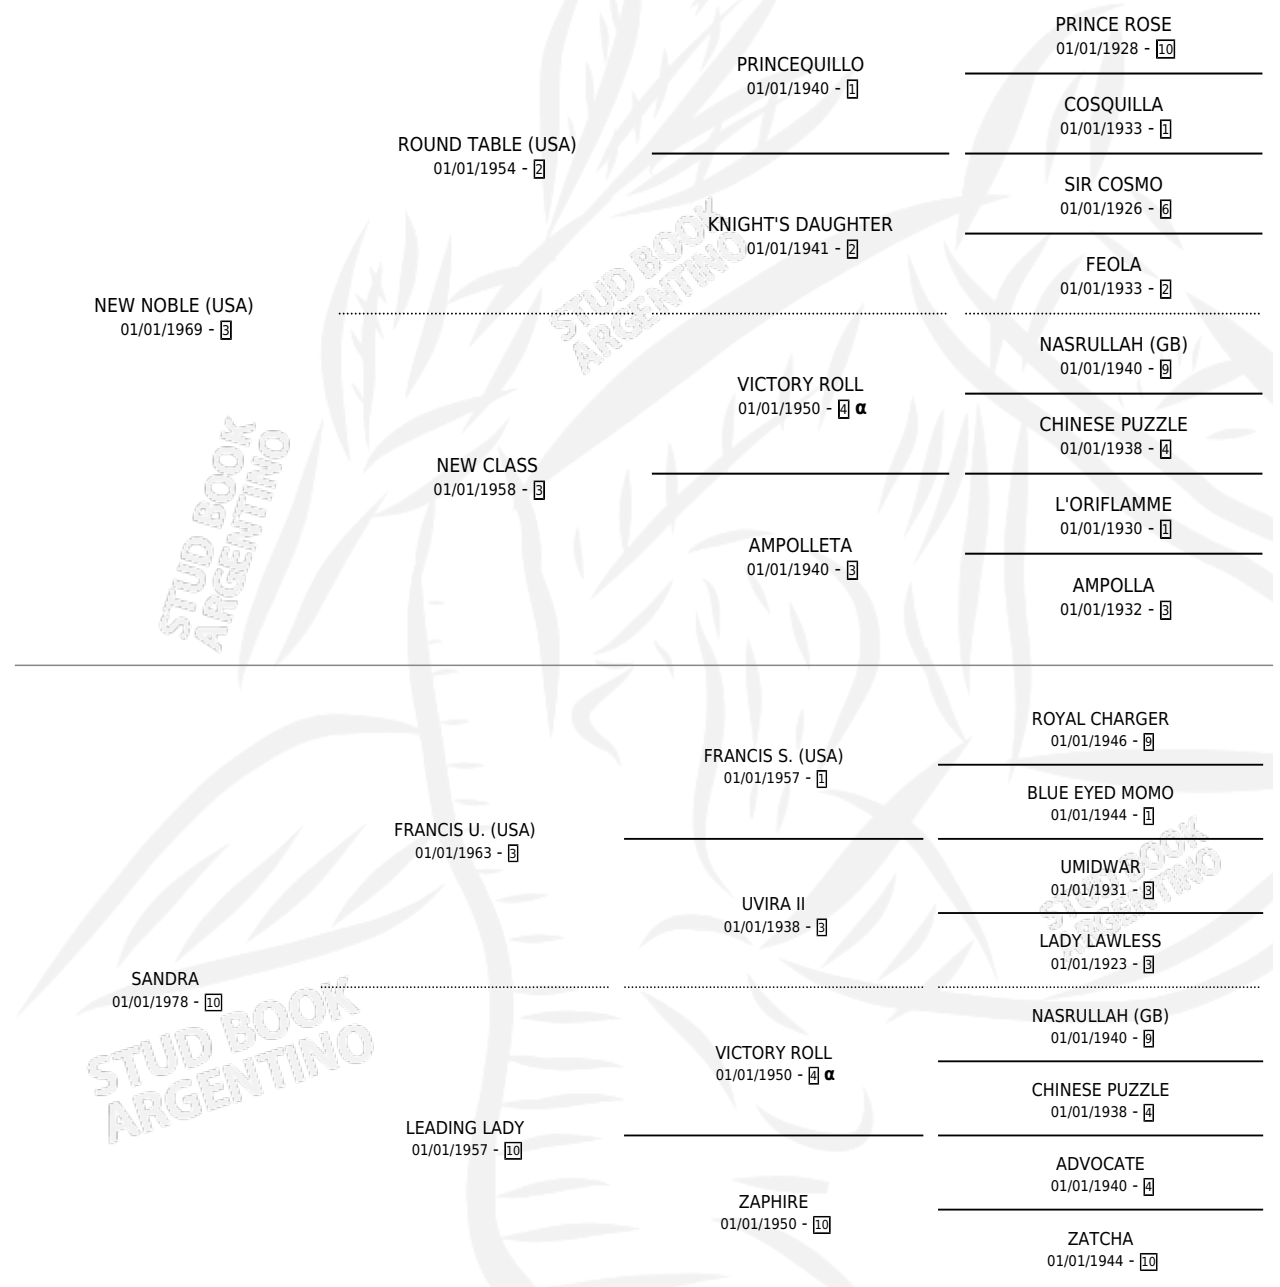 PRINCE ROSE
01/01/1928 - 10
PRINCEQUILLO
01/01/1940 - 1
COSQUILLA
01/01/1933 - 1
ROUND TABLE (USA)
01/01/1954 - 2
SIR COSMO
01/01/1926 - 6
KNIGHT'S DAUGHTER
01/01/1941 - 2
FEOLA
01/01/1933 - 2
NEW NOBLE (USA)
01/01/1969 - 3
STUD BOOK
ARGENTINO
NASRULLAH (GB)
01/01/1940 - 9
VICTORY ROLL
01/01/1950 - 4 α
CHINESE PUZZLE
01/01/1938 - 4
NEW CLASS
01/01/1958 - 3
L'ORIFLAMME
01/01/1930 - 1
AMPOLLETA
01/01/1940 - 3
AMPOLLA
01/01/1932 - 3
STUD BOOK
ARGENTINO
ROYAL CHARGER
01/01/1946 - 9
FRANCIS S. (USA)
01/01/1957 - 1
BLUE EYED MOMO
01/01/1944 - 1
FRANCIS U. (USA)
01/01/1963 - 3
UMIDWAR
01/01/1931 - 3
UVIRA II
01/01/1938 - 3
LADY LAWLESS
01/01/1923 - 3
STUD BOOK
ARGENTINO
SANDRA
01/01/1978 - 10
STUD BOOK
ARGENTINO
NASRULLAH (GB)
01/01/1940 - 9
VICTORY ROLL
01/01/1950 - 4 α
CHINESE PUZZLE
01/01/1938 - 4
LEADING LADY
01/01/1957 - 10
ADVOCATE
01/01/1940 - 4
ZAPHIRE
01/01/1950 - 10
ZATCHA
01/01/1944 - 10